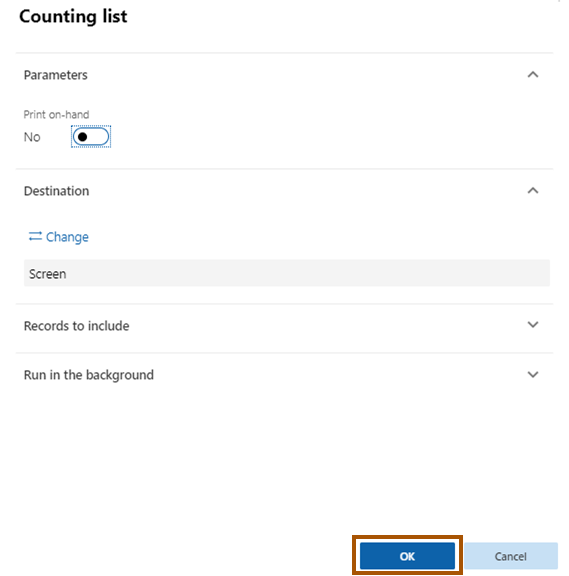 Counting list
Parameters
Print on-hand
No
Destination
Change
Screen
Records to include
Run in the background
OK
Cancel